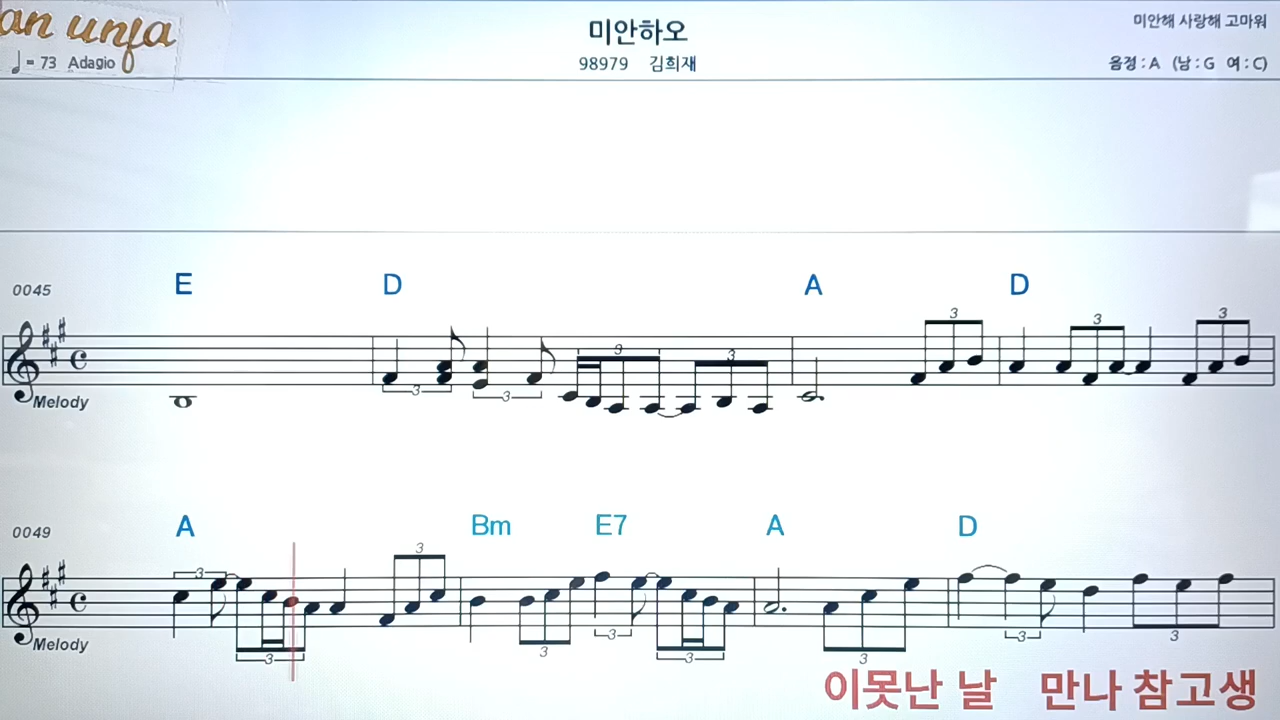 an unja
미안하오
미안해 사랑해 고마워
♩ = 73 Adagio
98979 김희재
음정 : A (남 : G 여 : C)
E D A D
0045
3 3 3
3 3 3 3
Melody
A Bm E7 A D
0049
3 3
3 3 3 3 3 3 3
Melody
이못난 날 만나 참고생